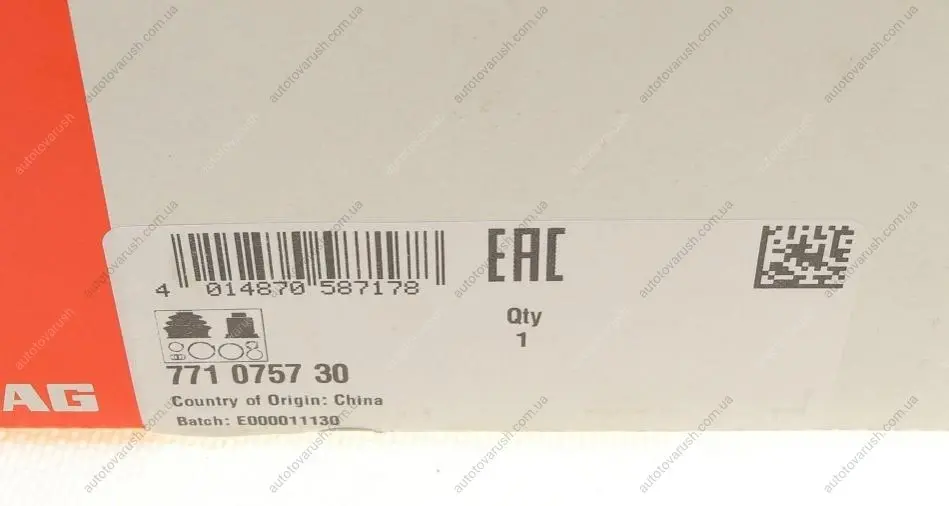 4 014870 587178
EAC
Qty
1
771 0757 30
Country of Origin: China
Batch: E000011130
AG
autotovarush.com.ua